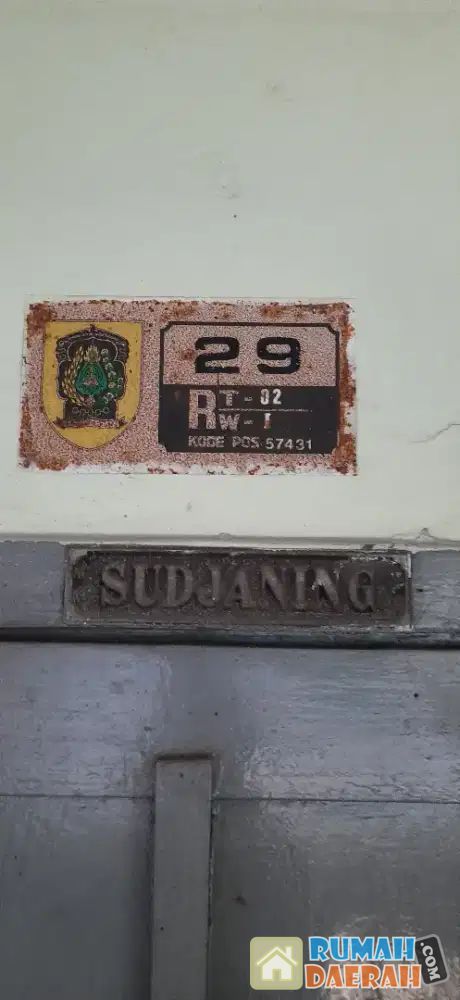 29
RT-02
RW-I
KODE POS 57431
SUDJANING
RUMAH
DAERAH.COM